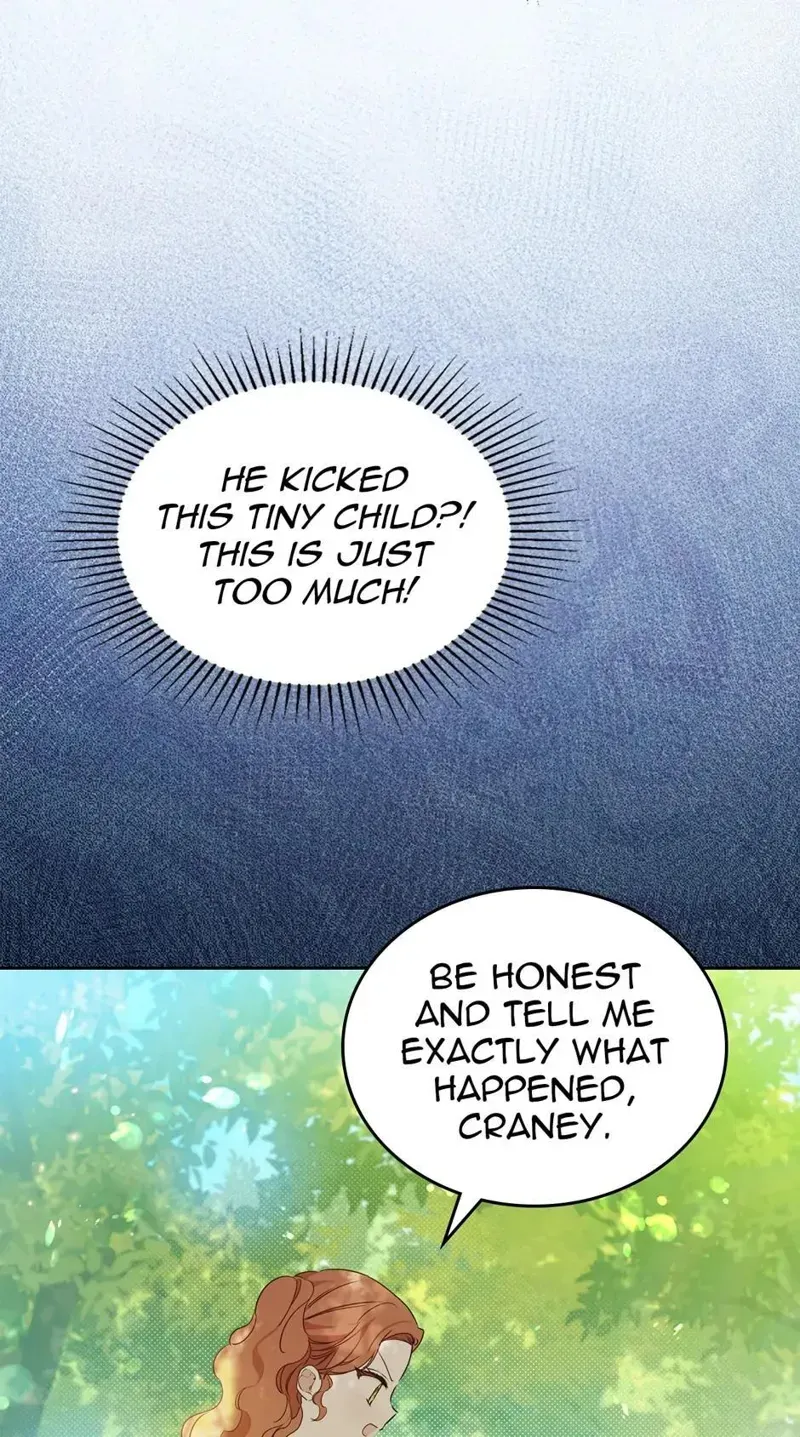 HE KICKED
THIS TINY CHILD?!
THIS IS JUST
TOO MUCH!
BE HONEST
AND TELL ME
EXACTLY WHAT
HAPPENED,
CRANEY.